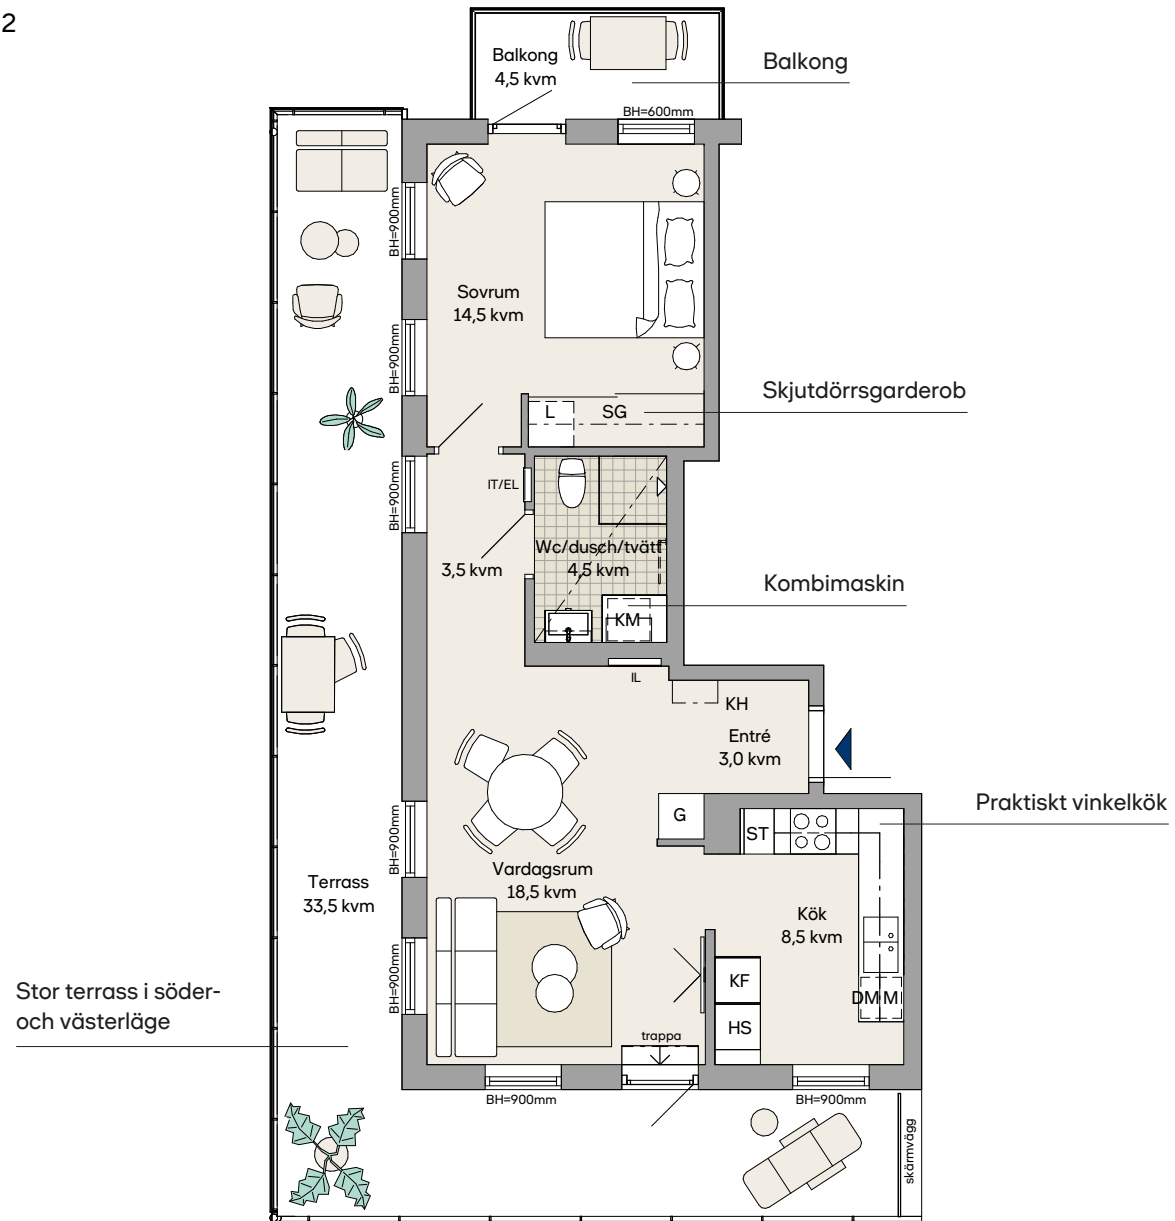 2
Balkong
4,5 kvm
Balkong
BH=600mm
BH=900mm
Sovrum
14,5 kvm
BH=900mm
Skjutdörrsgarderob
L
SG
BH=900mm
IT/EL
Wc/dusch/tvätt
4,5 kvm
3,5 kvm
Kombimaskin
KM
IL
KH
Entré
3,0 kvm
Praktiskt vinkelkök
G
ST
BH=900mm
Vardagsrum
18,5 kvm
Terrass
33,5 kvm
Kök
8,5 kvm
BH=900mm
KF
DM M
HS
Stor terrass i söder-
och västerläge
trappa
BH=900mm
BH=900mm
skärmvägg